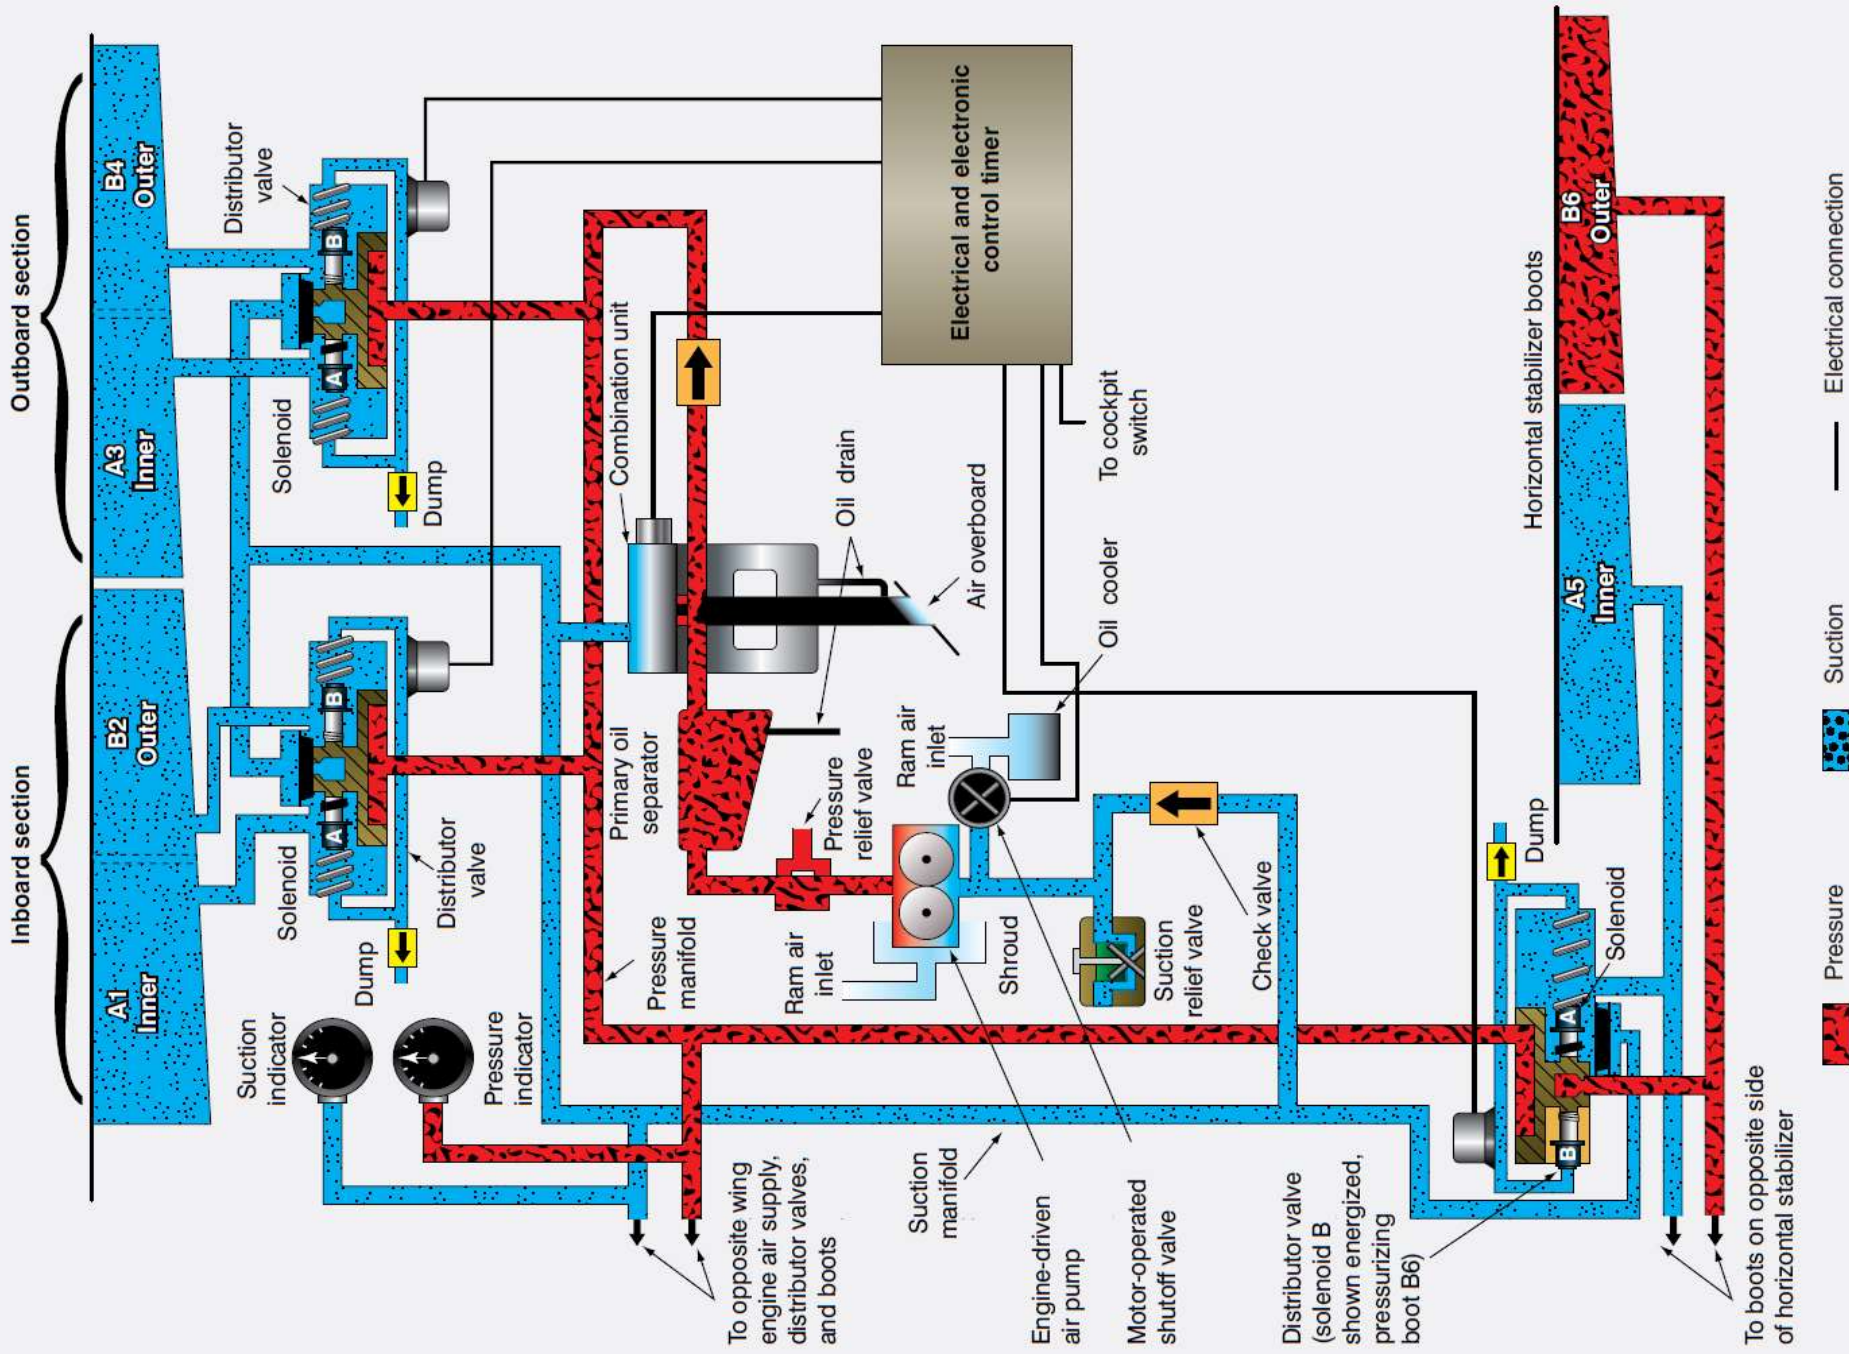 Inboard section
Outboard section
A1
Inner
B2
Outer
A3
Inner
B4
Outer
Suction
indicator
Dump
Solenoid
A
B
Solenoid
A
B
Distributor
valve
Pressure
indicator
Distributor
valve
Dump
Pressure
manifold
Primary oil
separator
Combination unit
To opposite wing
engine air supply,
distributor valves,
and boots
Ram air
inlet
Pressure
relief valve
Oil drain
Electrical and electronic
control timer
Suction
manifold
Ram air
inlet
Air overboard
Shroud
Engine-driven
air pump
Oil cooler
To cockpit
switch
Motor-operated
shutoff valve
Suction
relief valve
Check valve
Distributor valve
(solenoid B
shown energized,
pressurizing
boot B6)
B
A
Solenoid
Dump
Horizontal stabilizer boots
A5
Inner
B6
Outer
To boots on opposite side
of horizontal stabilizer
Pressure
Suction
Electrical connection